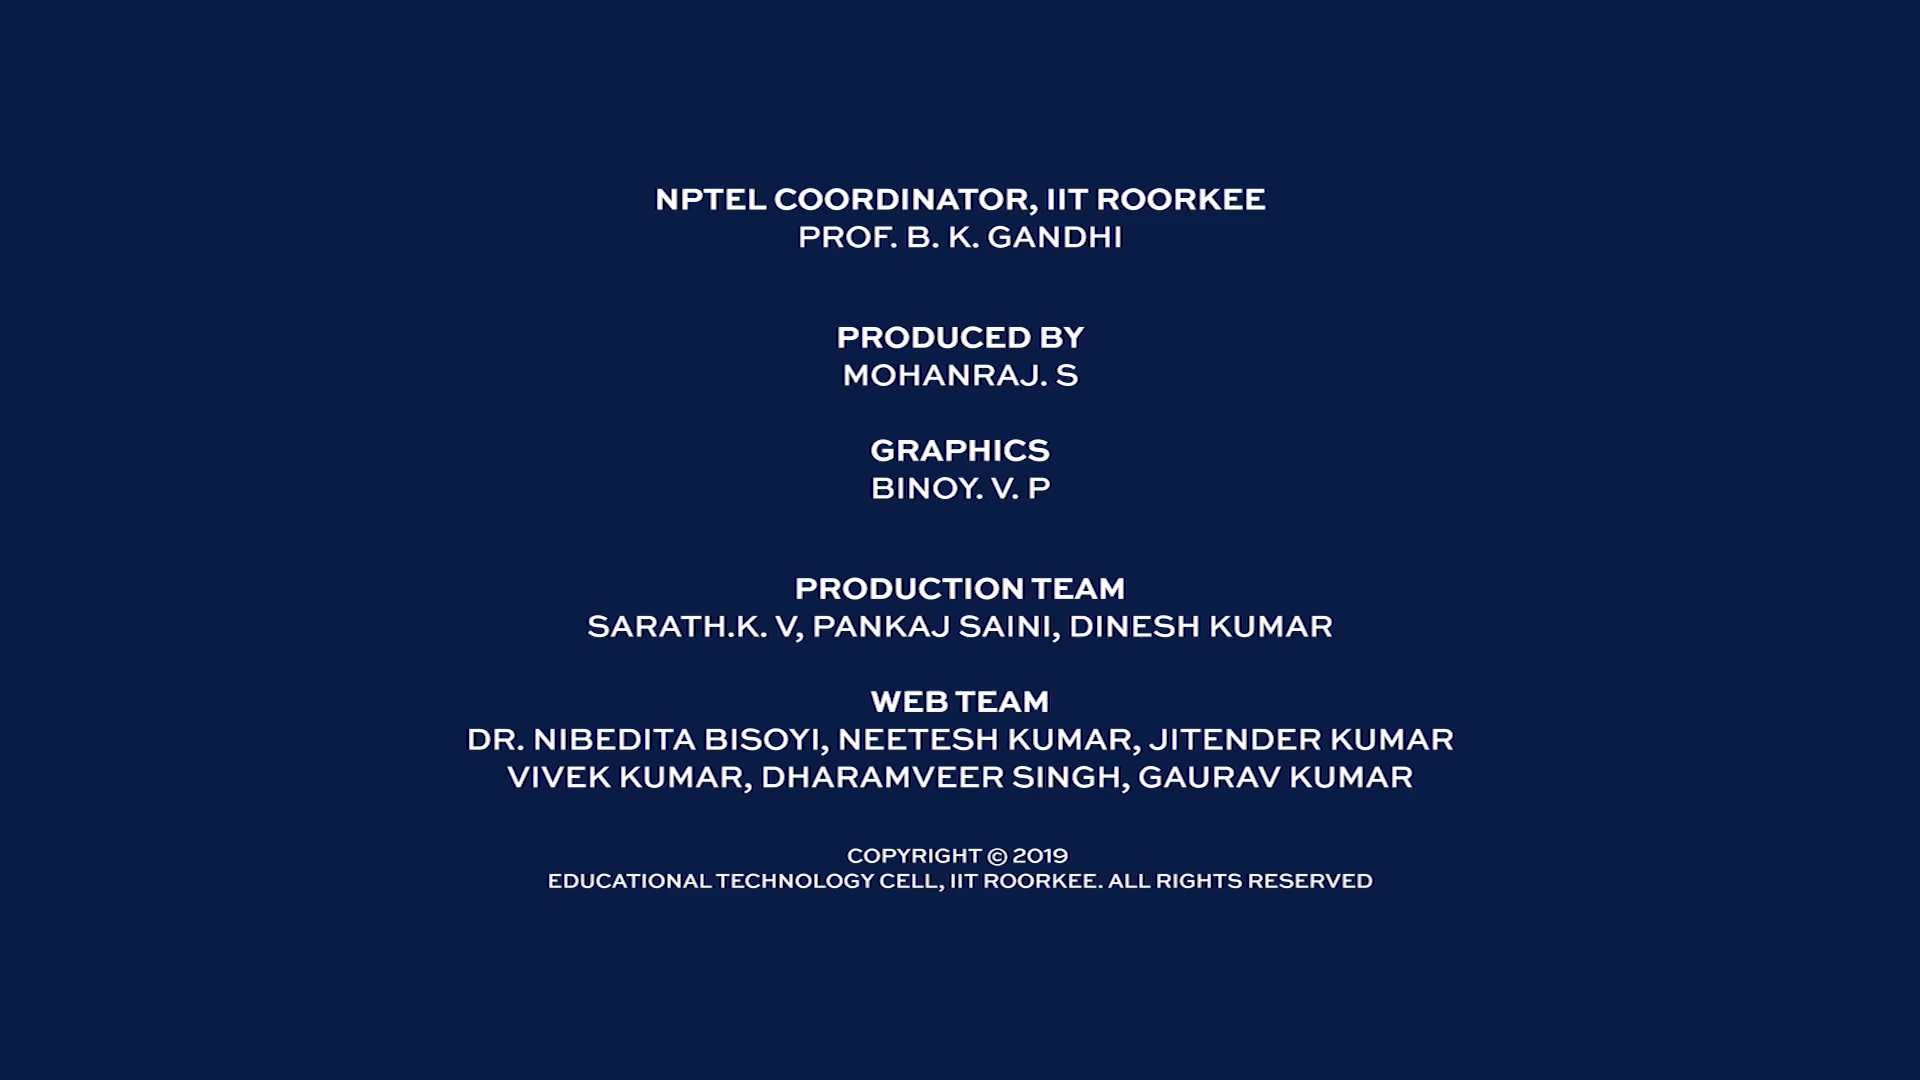 NPTEL COORDINATOR, IIT ROORKEE
PROF. B. K. GANDHI
PRODUCED BY
MOHANRAJ. S
GRAPHICS
BINOY. V. P
PRODUCTION TEAM
SARATH.K. V, PANKAJ SAINI, DINESH KUMAR
WEB TEAM
DR. NIBEDITA BISOYI, NEETESH KUMAR, JITENDER KUMAR
VIVEK KUMAR, DHARAMVEER SINGH, GAURAV KUMAR
COPYRIGHT © 2019
EDUCATIONAL TECHNOLOGY CELL, IIT ROORKEE. ALL RIGHTS RESERVED